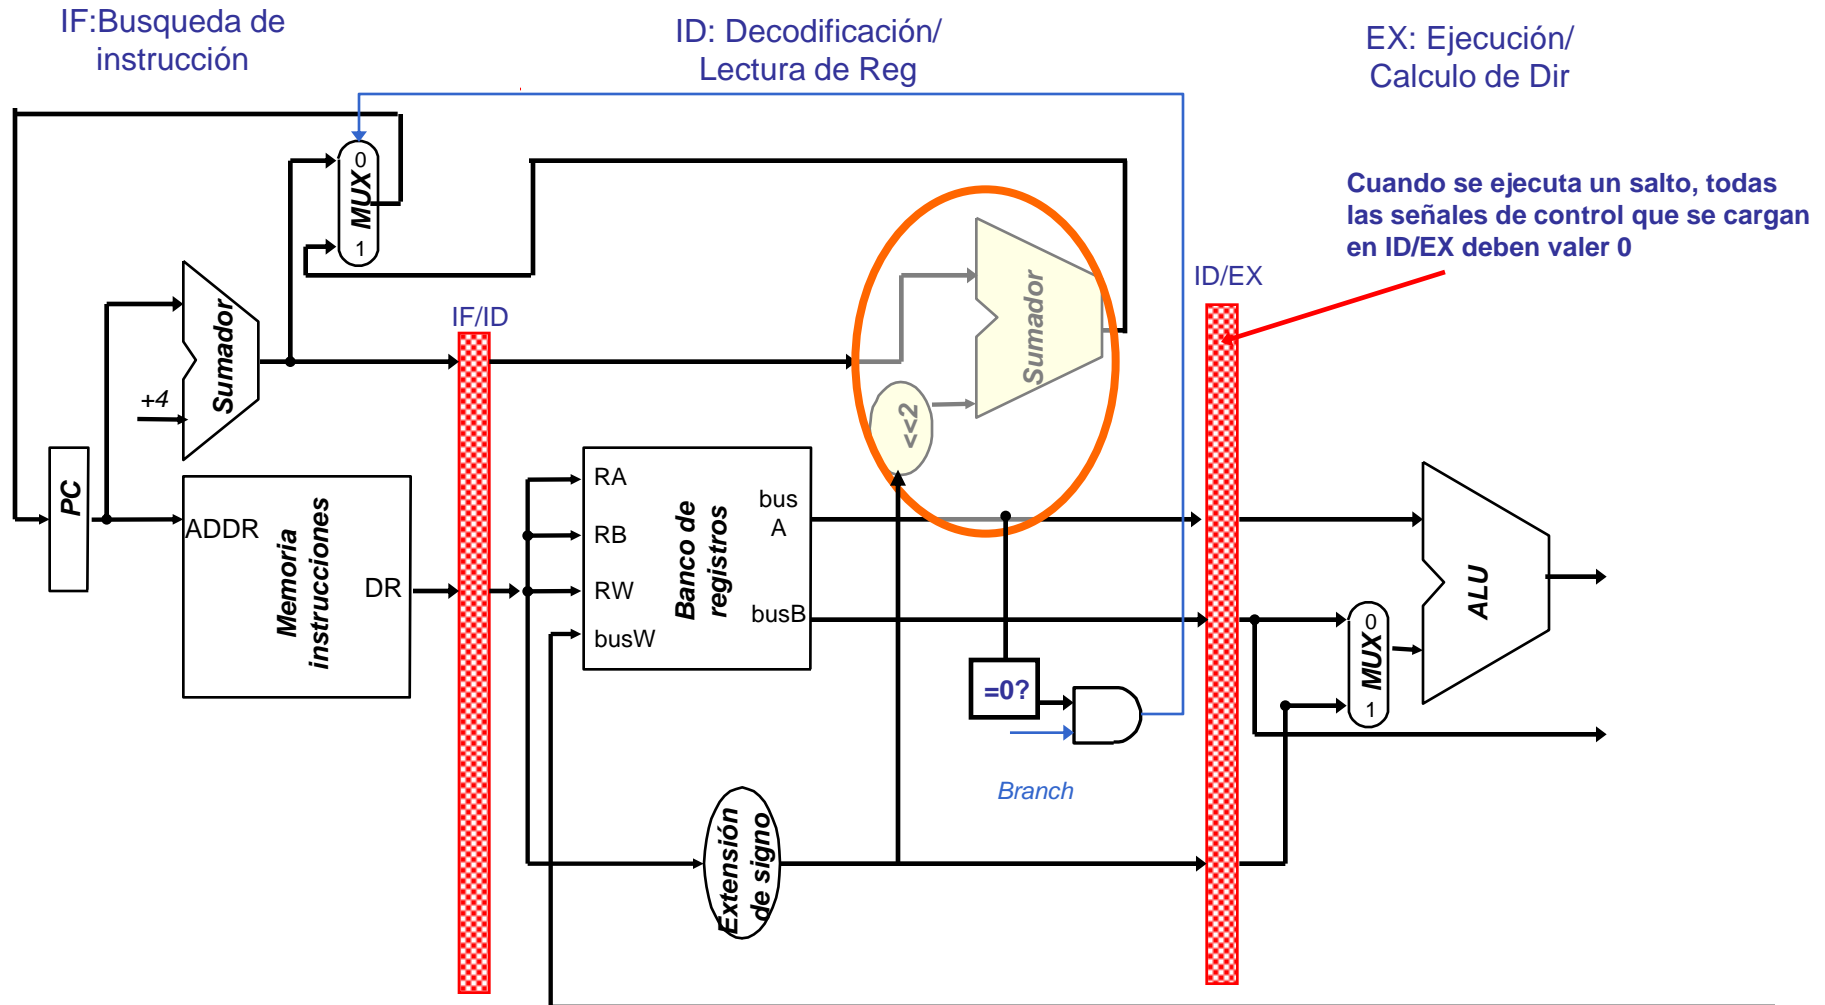 IF:Busqueda de
instrucción
ID: Decodificación/
Lectura de Reg
EX: Ejecución/
Calculo de Dir
Cuando se ejecuta un salto, todas
las señales de control que se cargan
en ID/EX deben valer 0
0
MUX
1
Sumador
+4
IF/ID
Sumador
<<2
ID/EX
PC
ADDR
Memoria
instrucciones
DR
RA
RB
RW
busW
Banco de
registros
bus
A
busB
=0?
Branch
Extensión
de signo
0
MUX
1
ALU